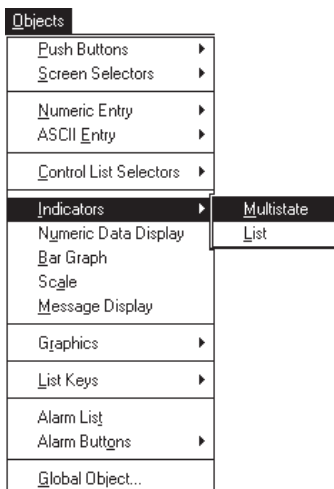 Objects
Push Buttons
Screen Selectors
Numeric Entry
ASCII Entry
Control List Selectors
Indicators
Multistate
Numeric Data Display
List
Bar Graph
Scale
Message Display
Graphics
List Keys
Alarm List
Alarm Buttons
Global Object...